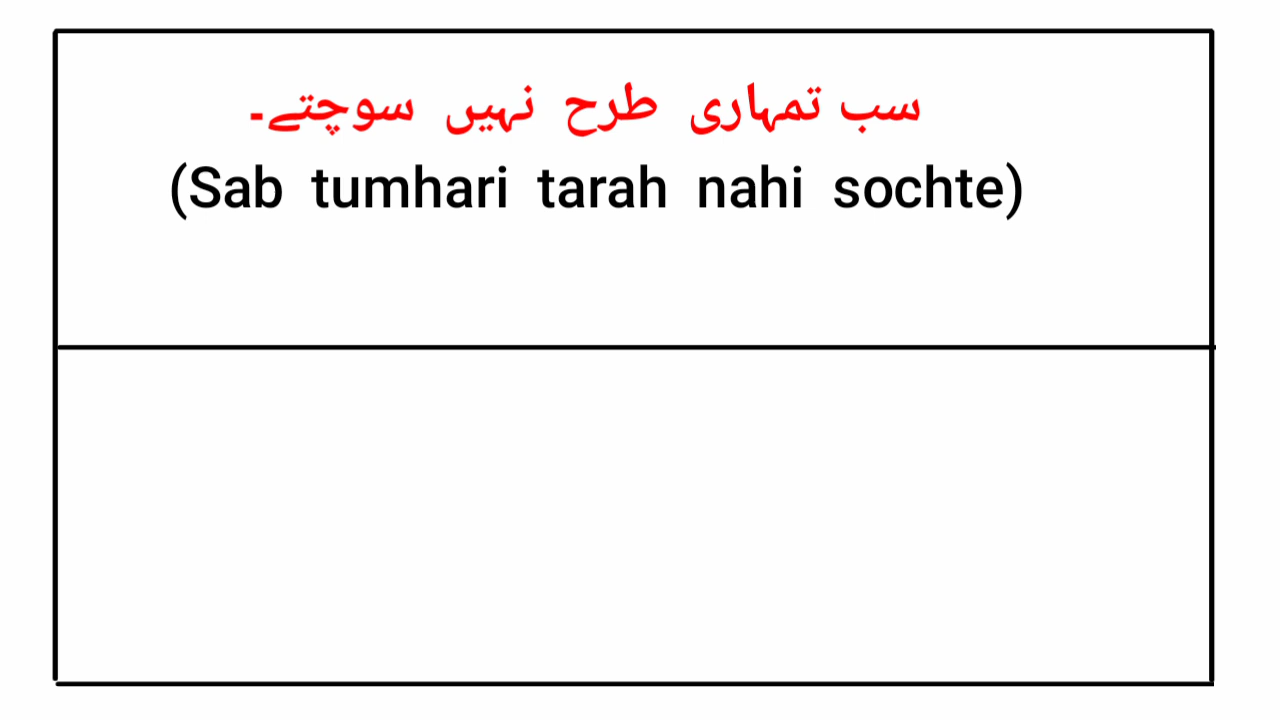 سب تمہاری طرح نہیں سوچتے۔
(Sab tumhari tarah nahi sochte)